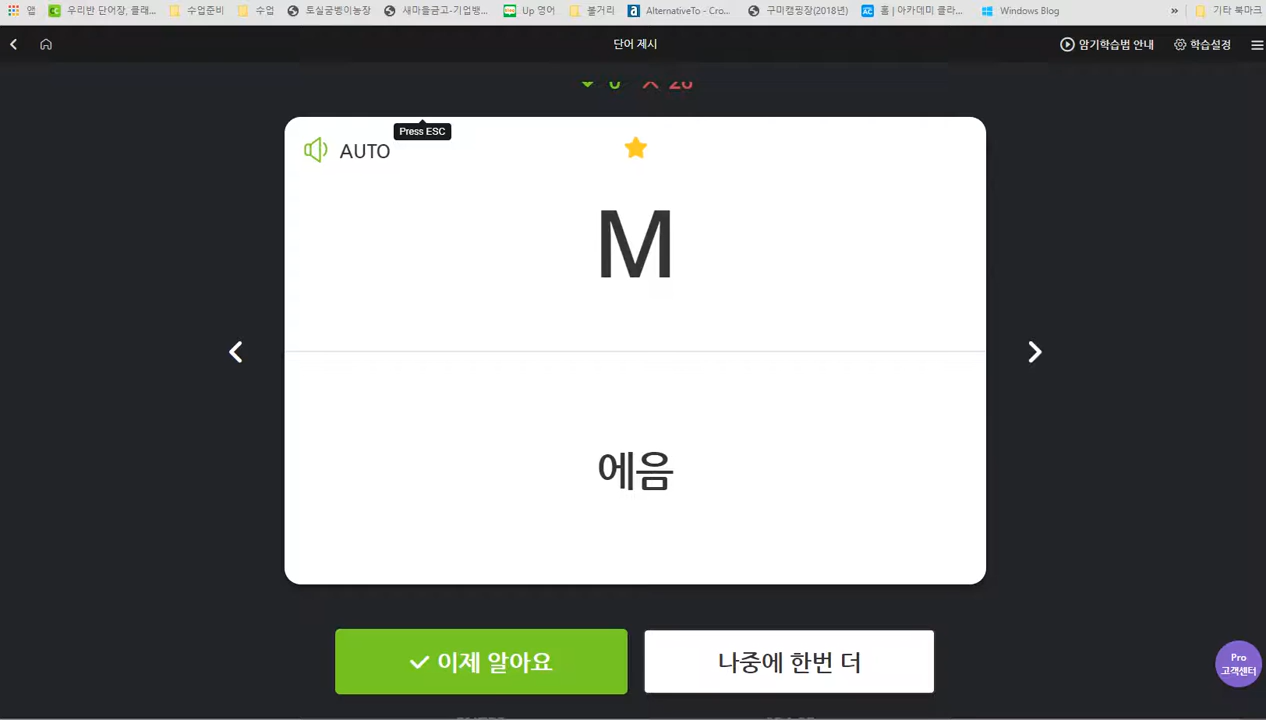 앱 우리반 단어장, 클래... 수업준비 수업 토실굼벵이농장 새마을금고-기업뱅... Up 영어 볼거리 AlternativeTo - Cro... 구미캠핑장(2018년) 홈 | 아카데미 클라... Windows Blog » 기타 북마크
단어 제시 암기학습법 안내 학습설정
Press ESC
AUTO
M
에음
이제 알아요 나중에 한번 더
Pro
고객센터